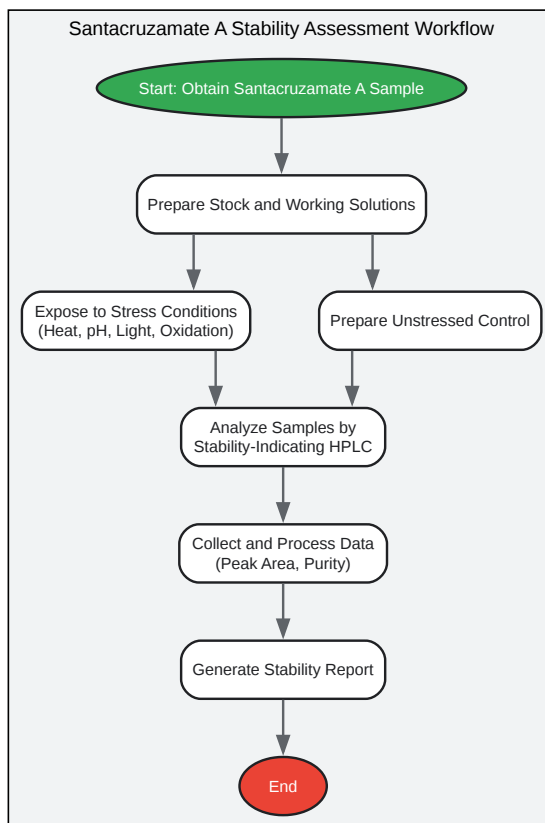 Santacruzamate A Stability Assessment Workflow
Start: Obtain Santacruzamate A Sample
Prepare Stock and Working Solutions
Expose to Stress Conditions
(Heat, pH, Light, Oxidation)
Prepare Unstressed Control
Analyze Samples by
Stability-Indicating HPLC
Collect and Process Data
(Peak Area, Purity)
Generate Stability Report
End